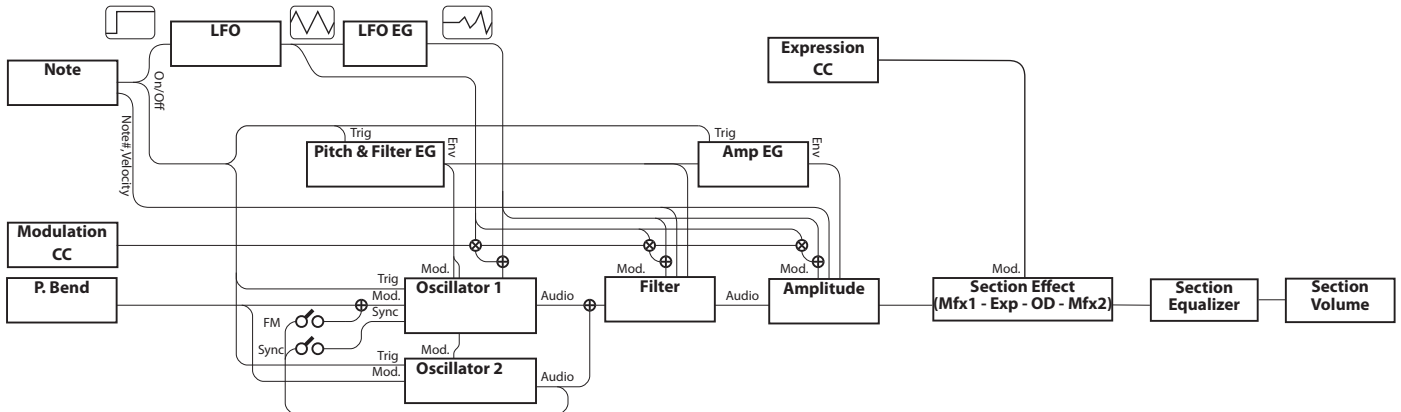 LFO
LFO EG
Expression
CC
Note
On/Off
Note#,Velocity
Trig
Pitch & Filter EG
Env
Trig
Amp EG
Env
Modulation
CC
P. Bend
Trig
Mod.
Sync
Mod.
Oscillator 1
Audio
Mod.
Filter
Audio
Mod.
Amplitude
Mod.
Section Effect
(Mfx1 - Exp - OD - Mfx2)
Section
Equalizer
Section
Volume
FM
Sync
Trig
Mod.
Mod.
Oscillator 2
Audio